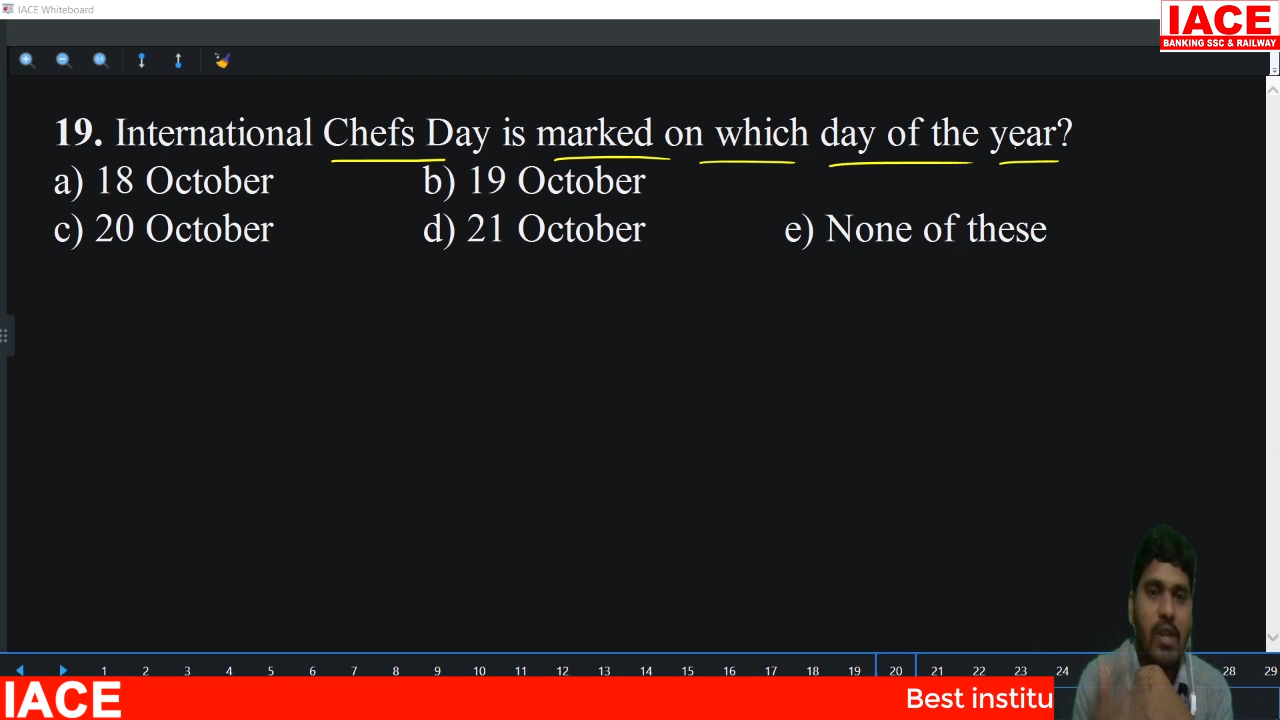 IACE Whiteboard
IACE
BANKING SSC & RAILWAY
19. International Chefs Day is marked on which day of the year?
a) 18 October b) 19 October
c) 20 October d) 21 October e) None of these
1 2 3 4 5 6 7 8 9 10 11 12 13 14 15 16 17 18 19 20 21 22 23 24 28 29
IACE Best institu